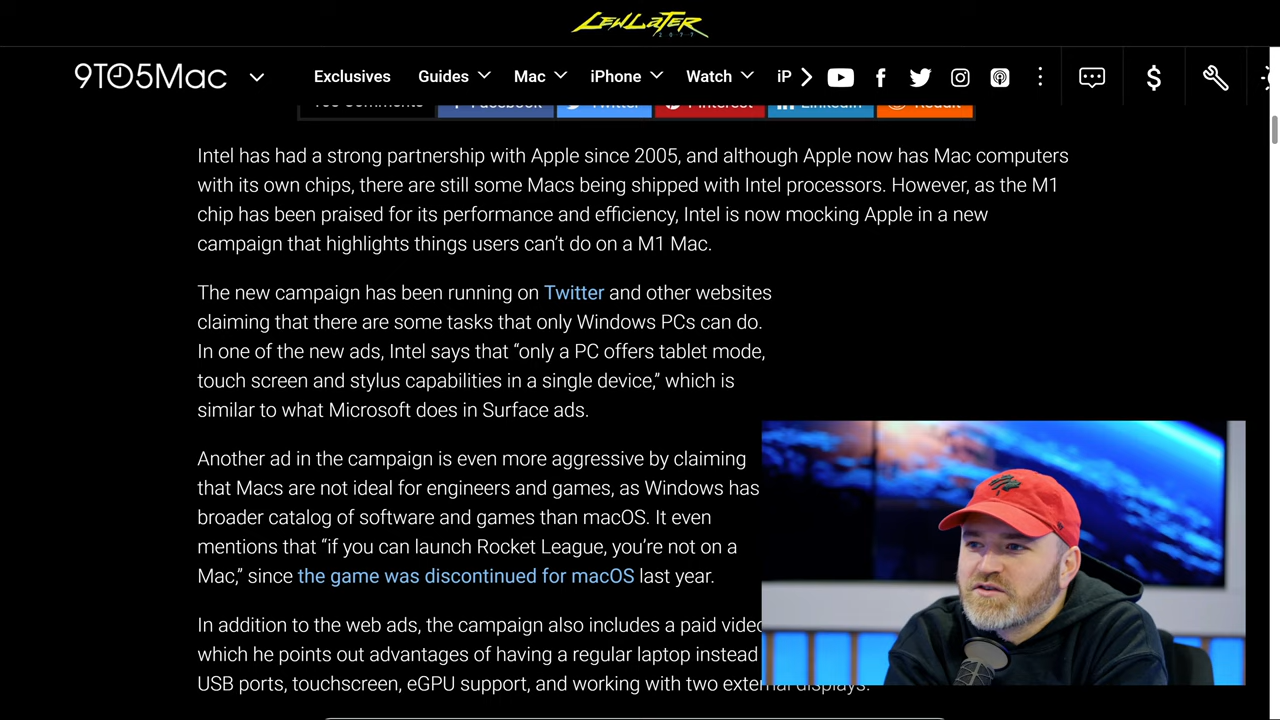 LEWLATER
2077
9TO5Mac
Exclusives Guides Mac iPhone Watch iP
$
Facebook Twitter Pinterest LinkedIn Reddit
Intel has had a strong partnership with Apple since 2005, and although Apple now has Mac computers
with its own chips, there are still some Macs being shipped with Intel processors. However, as the M1
chip has been praised for its performance and efficiency, Intel is now mocking Apple in a new
campaign that highlights things users can’t do on a M1 Mac.
The new campaign has been running on Twitter and other websites
claiming that there are some tasks that only Windows PCs can do.
In one of the new ads, Intel says that “only a PC offers tablet mode,
touch screen and stylus capabilities in a single device,” which is
similar to what Microsoft does in Surface ads.
Another ad in the campaign is even more aggressive by claiming
that Macs are not ideal for engineers and games, as Windows has
broader catalog of software and games than macOS. It even
mentions that “if you can launch Rocket League, you’re not on a
Mac,” since the game was discontinued for macOS last year.
In addition to the web ads, the campaign also includes a paid video
which he points out advantages of having a regular laptop instead
USB ports, touchscreen, eGPU support, and working with two external displays.